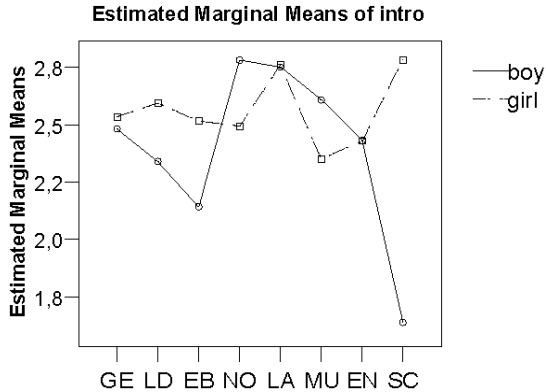 Estimated Marginal Means of intro
Estimated Marginal Means
2,8
2,5
2,2
2,0
1,8
GE LD EB NO LA MU EN SC
boy
girl